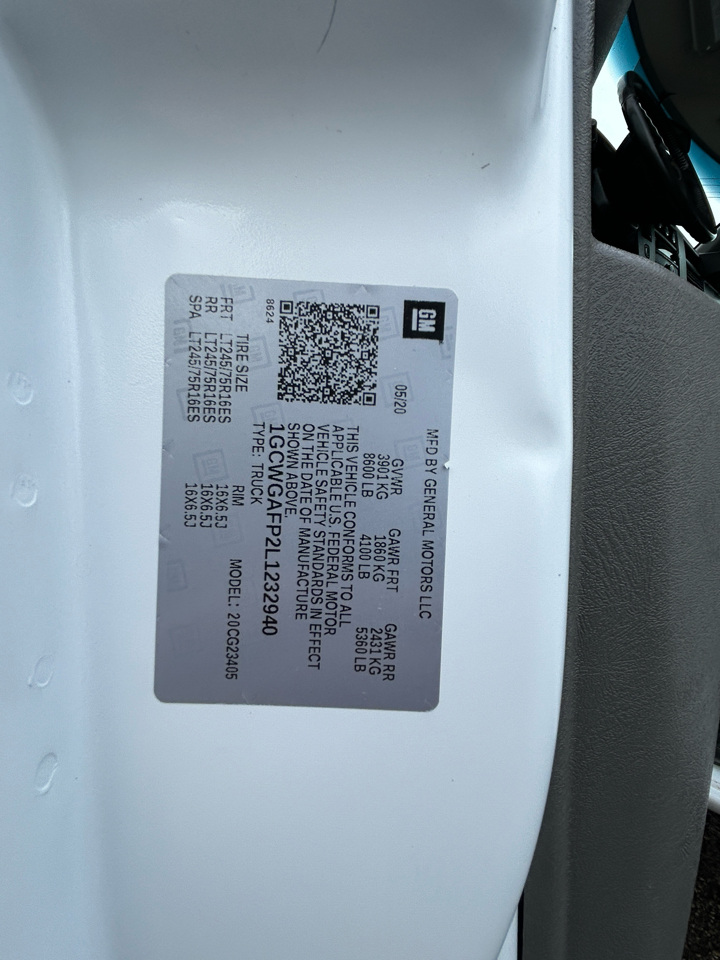 GM
MFD BY GENERAL MOTORS LLC
05/20
GVWR GAWR FRT GAWR RR
3901 KG 1860 KG 2431 KG
8600 LB 4100 LB 5360 LB
THIS VEHICLE CONFORMS TO ALL
APPLICABLE U.S. FEDERAL MOTOR
VEHICLE SAFETY STANDARDS IN EFFECT
ON THE DATE OF MANUFACTURE
SHOWN ABOVE.
1GCWGAFP2L1232940
8624 TYPE: TRUCK
TIRE SIZE RIM MODEL: 20CG23405
FRT LT245/75R16ES 16X6.5J
RR LT245/75R16ES 16X6.5J
SPA LT245/75R16ES 16X6.5J